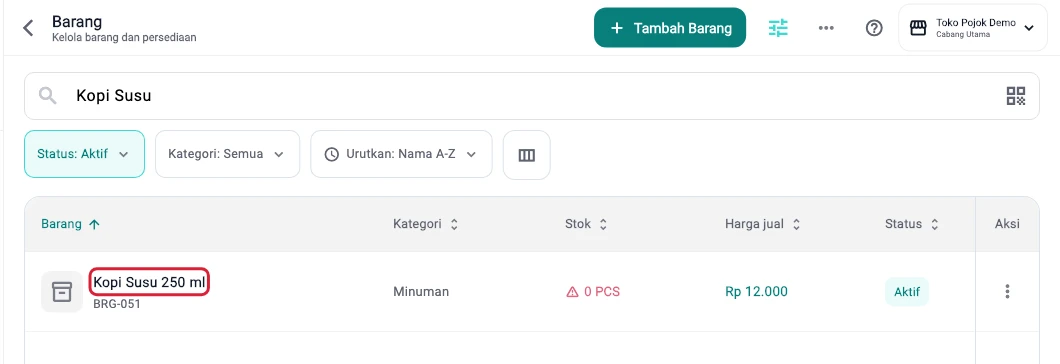 Barang
Kelola barang dan persediaan
+ Tambah Barang
Toko Pojok Demo
Cabang Utama
Kopi Susu
Status: Aktif
Kategori: Semua
Urutkan: Nama A-Z
Barang
Kategori
Stok
Harga jual
Status
Aksi
Kopi Susu 250 ml
BRG-051
Minuman
0 PCS
Rp 12.000
Aktif